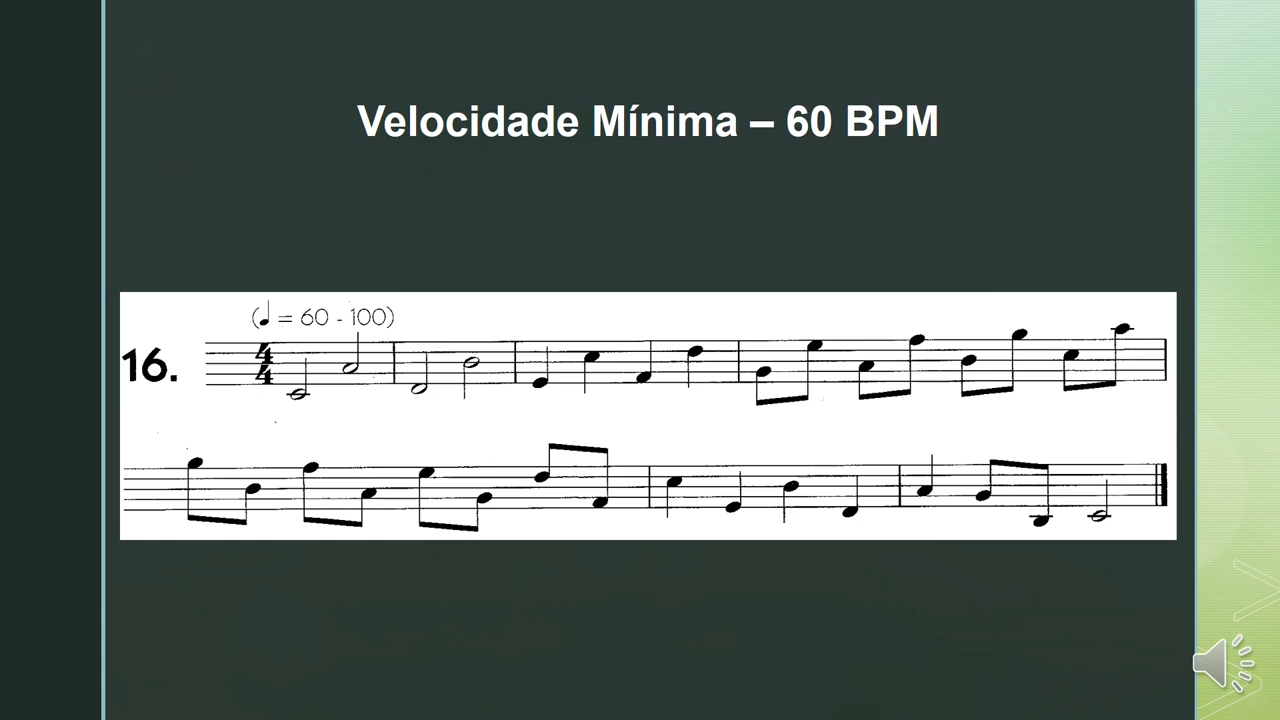 Velocidade Mínima – 60 BPM
(♩ = 60 - 100)
16.
4
4